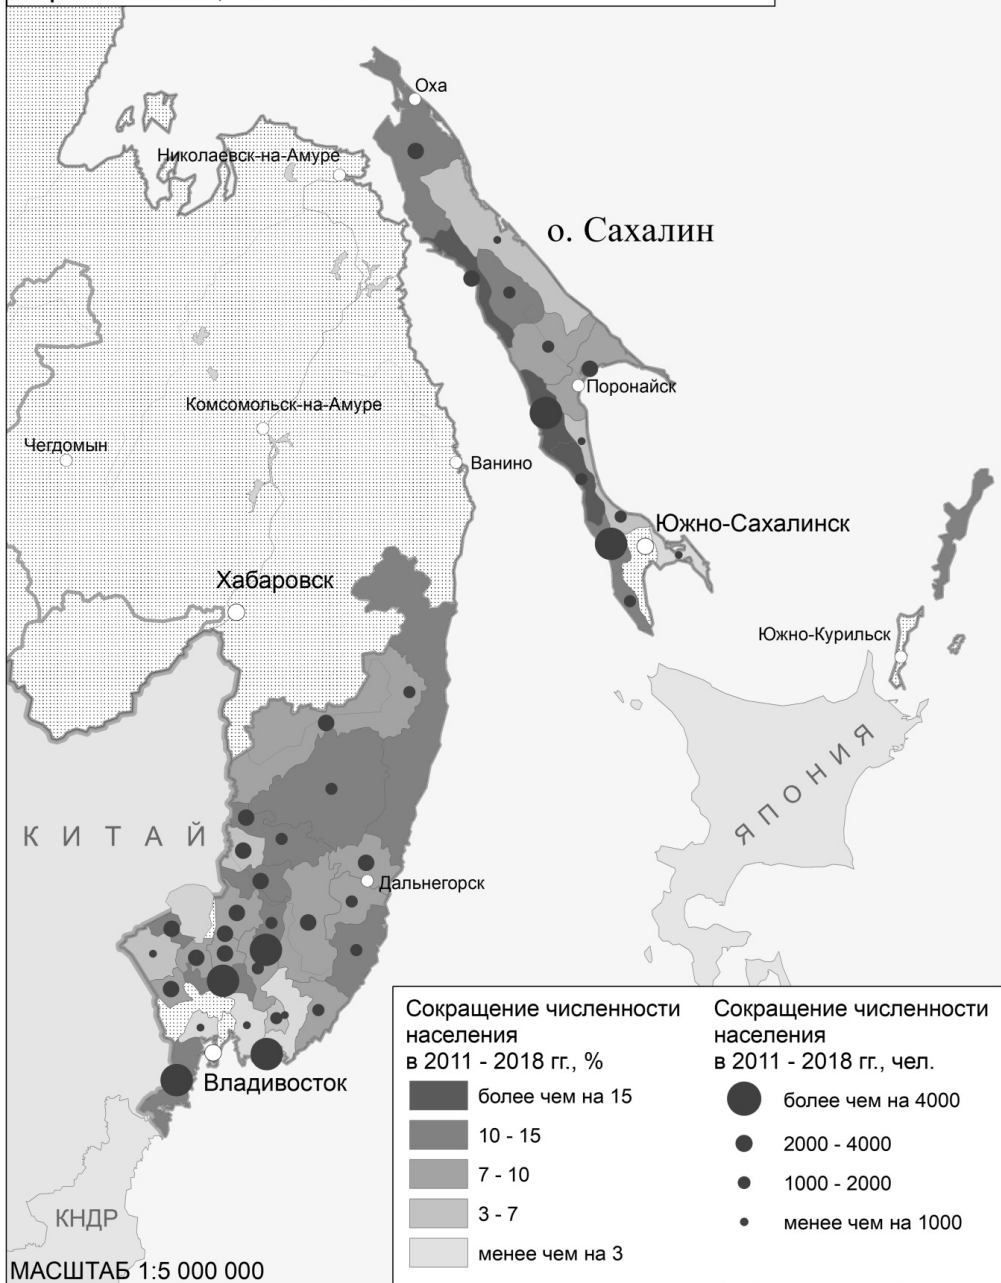 Оха
Николаевск-на-Амуре
о. Сахалин
Поронайск
Комсомольск-на-Амуре
Чегдомын
Ванино
Южно-Сахалинск
Хабаровск
Южно-Курильск
ЯПОНИЯ
КИТАЙ
Дальнегорск
Владивосток
КНДР
МАСШТАБ 1:5 000 000
Сокращение численности
населения
в 2011 - 2018 гг., %
более чем на 15
10 - 15
7 - 10
3 - 7
менее чем на 3
Сокращение численности
населения
в 2011 - 2018 гг., чел.
более чем на 4000
2000 - 4000
1000 - 2000
менее чем на 1000